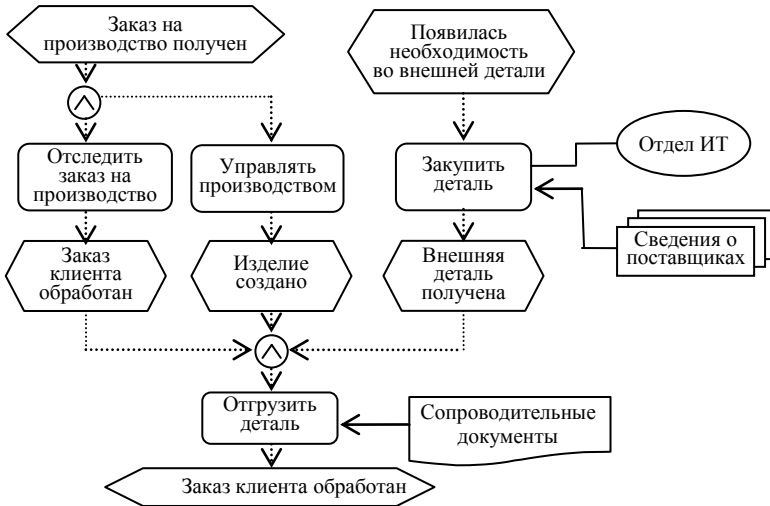 Заказ на
производство получен
Появилась
необходимость
во внешней детали
Отследить
заказ на
производство
Управлять
производством
Закупить
деталь
Отдел ИТ
Заказ
клиента
обработан
Изделие
создано
Внешняя
деталь
получена
Сведения о
поставщиках
Отгрузить
деталь
Сопроводительные
документы
Заказ клиента обработан